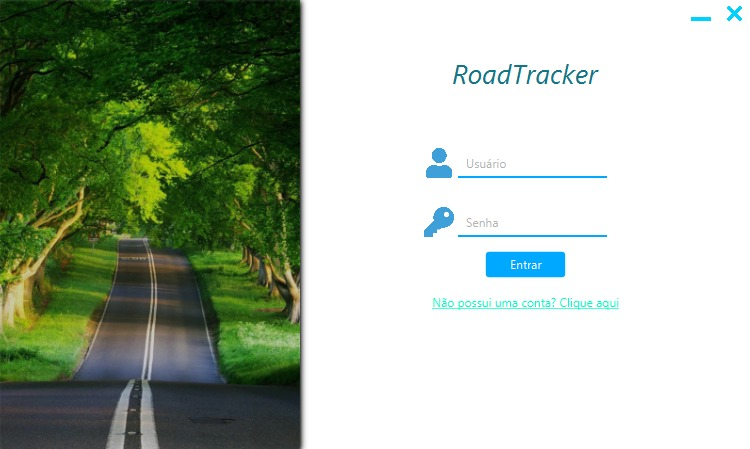 RoadTracker
Usuário
Senha
Entrar
Não possui uma conta? Clique aqui